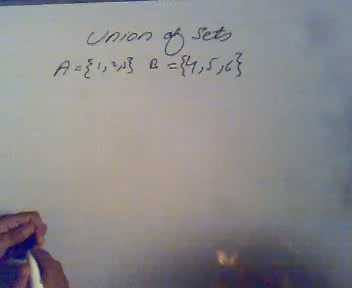 Union of Sets
A = {1,2,3} B = {4,5,6}